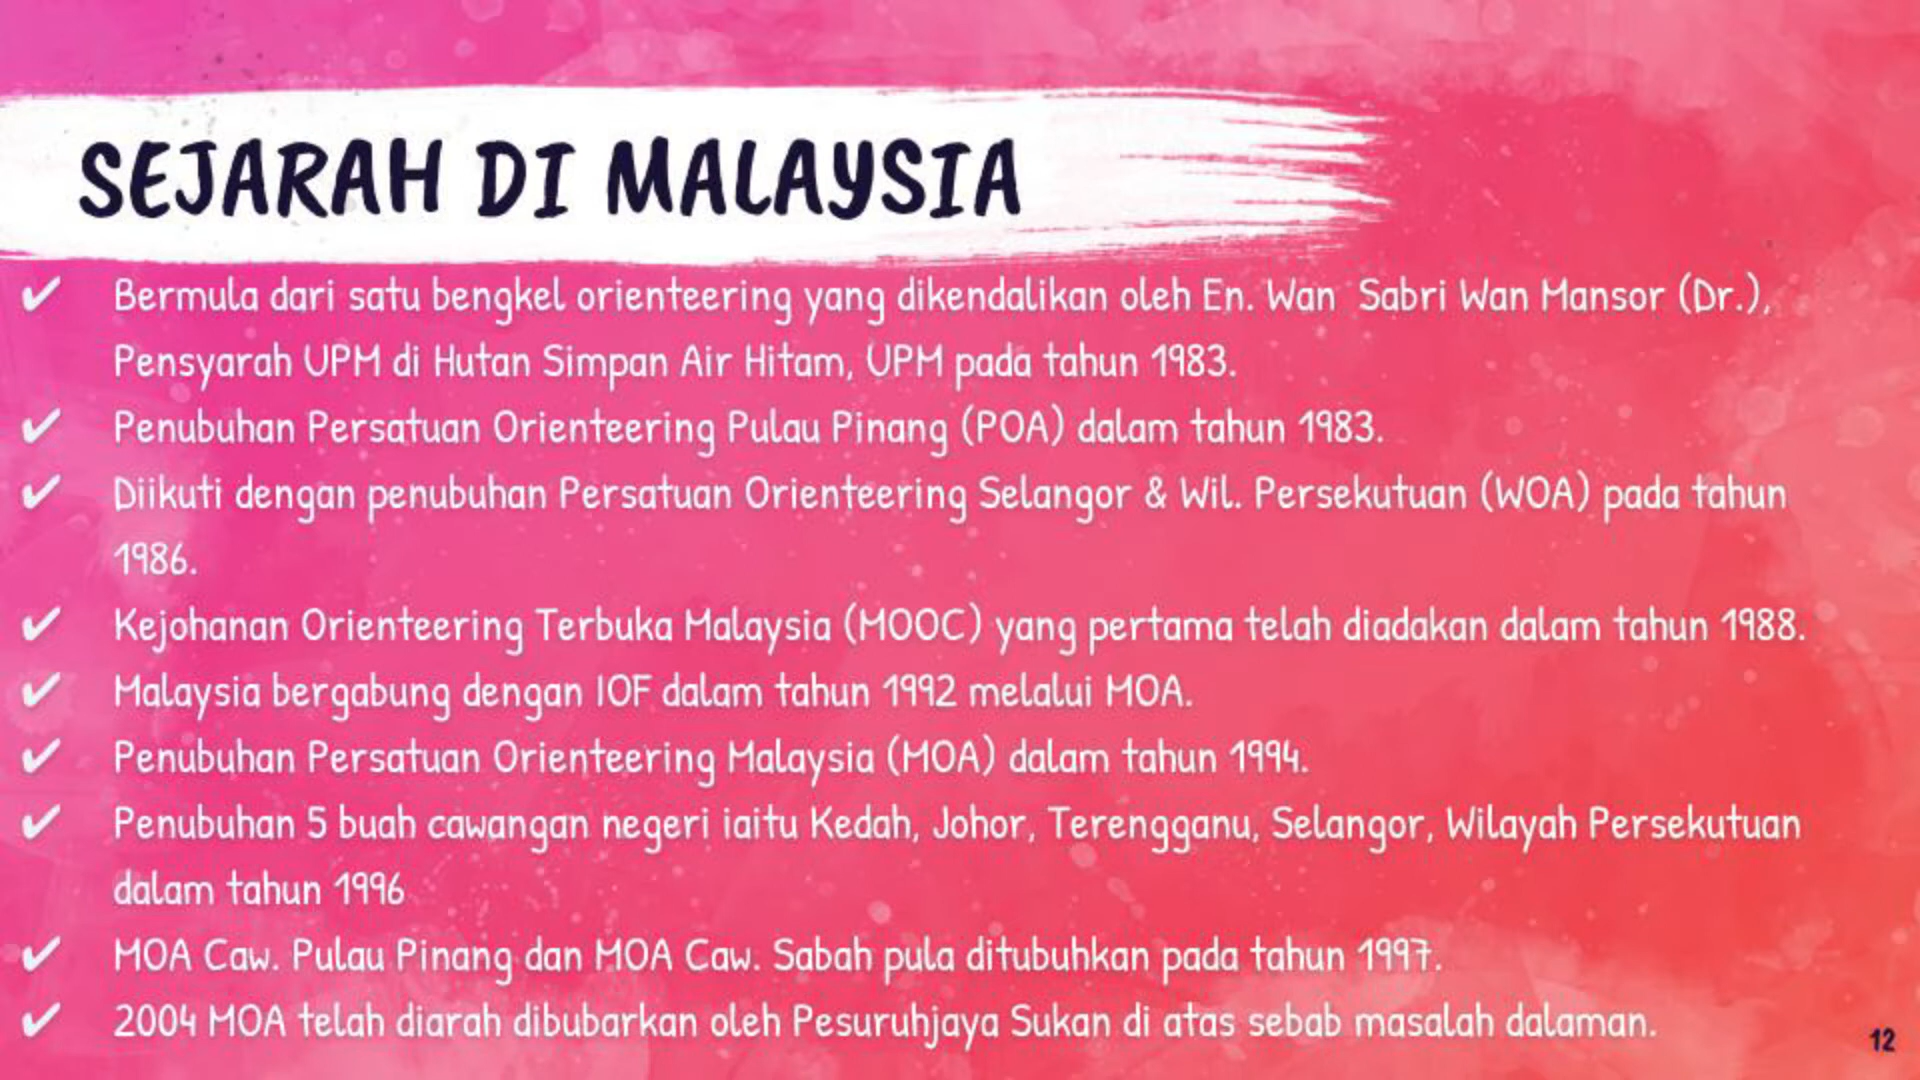 SEJARAH DI MALAYSIA
✔ Bermula dari satu bengkel orienteering yang dikendalikan oleh En. Wan Sabri Wan Mansor (Dr.),
Pensyarah UPM di Hutan Simpan Air Hitam, UPM pada tahun 1983.
✔ Penubuhan Persatuan Orienteering Pulau Pinang (POA) dalam tahun 1983.
✔ Diikuti dengan penubuhan Persatuan Orienteering Selangor & Wil. Persekutuan (WOA) pada tahun
1986.
✔ Kejohanan Orienteering Terbuka Malaysia (MOOC) yang pertama telah diadakan dalam tahun 1988.
✔ Malaysia bergabung dengan IOF dalam tahun 1992 melalui MOA.
✔ Penubuhan Persatuan Orienteering Malaysia (MOA) dalam tahun 1994.
✔ Penubuhan 5 buah cawangan negeri iaitu Kedah, Johor, Terengganu, Selangor, Wilayah Persekutuan
dalam tahun 1996
✔ MOA Caw. Pulau Pinang dan MOA Caw. Sabah pula ditubuhkan pada tahun 1997.
✔ 2004 MOA telah diarah dibubarkan oleh Pesuruhjaya Sukan di atas sebab masalah dalaman.
12